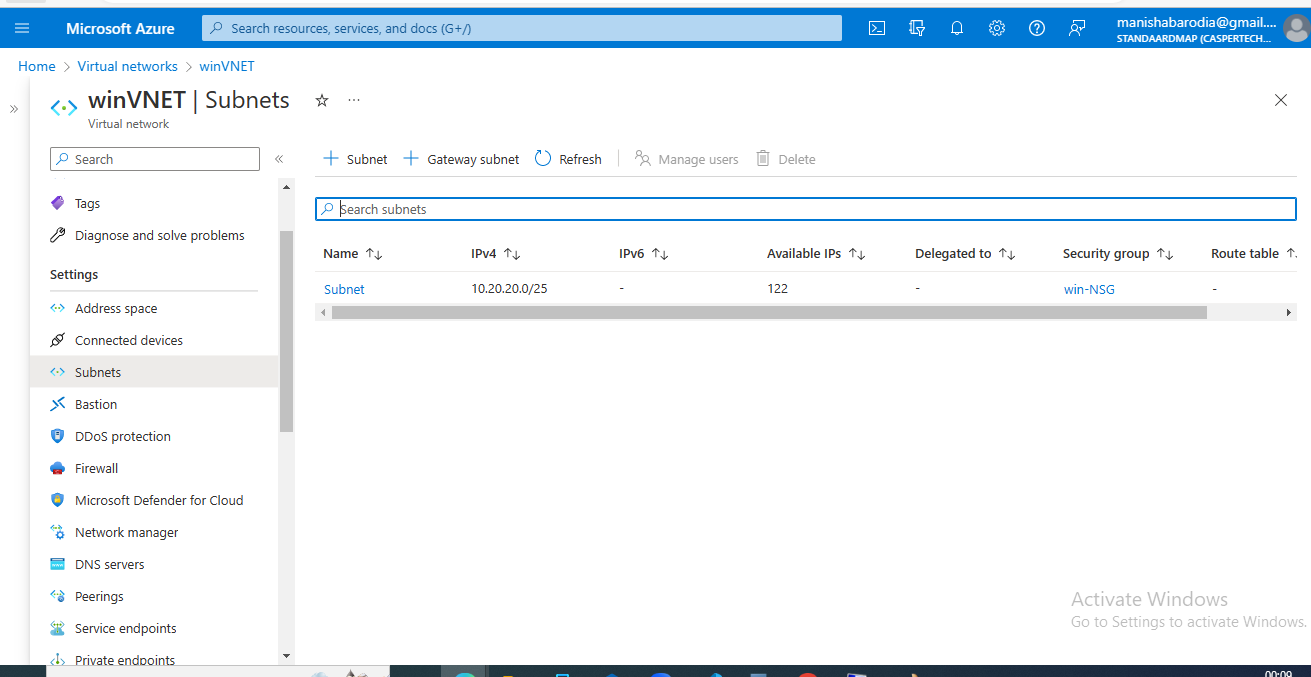 Microsoft Azure
Search resources, services, and docs (G+/)
manishabarodia@gmail....
STANDAARDMAP (CASPERTECH...
Home > Virtual networks > winVNET
winVNET | Subnets
Virtual network
Search
Subnet
Gateway subnet
Refresh
Manage users
Delete
Tags
Diagnose and solve problems
Settings
Address space
Connected devices
Subnets
Bastion
DDoS protection
Firewall
Microsoft Defender for Cloud
Network manager
DNS servers
Peerings
Service endpoints
Private endpoints
Search subnets
Name IPv4 IPv6 Available IPs Delegated to Security group Route table
Subnet 10.20.20.0/25 - 122 - win-NSG -
Activate Windows
Go to Settings to activate Windows.
00:09